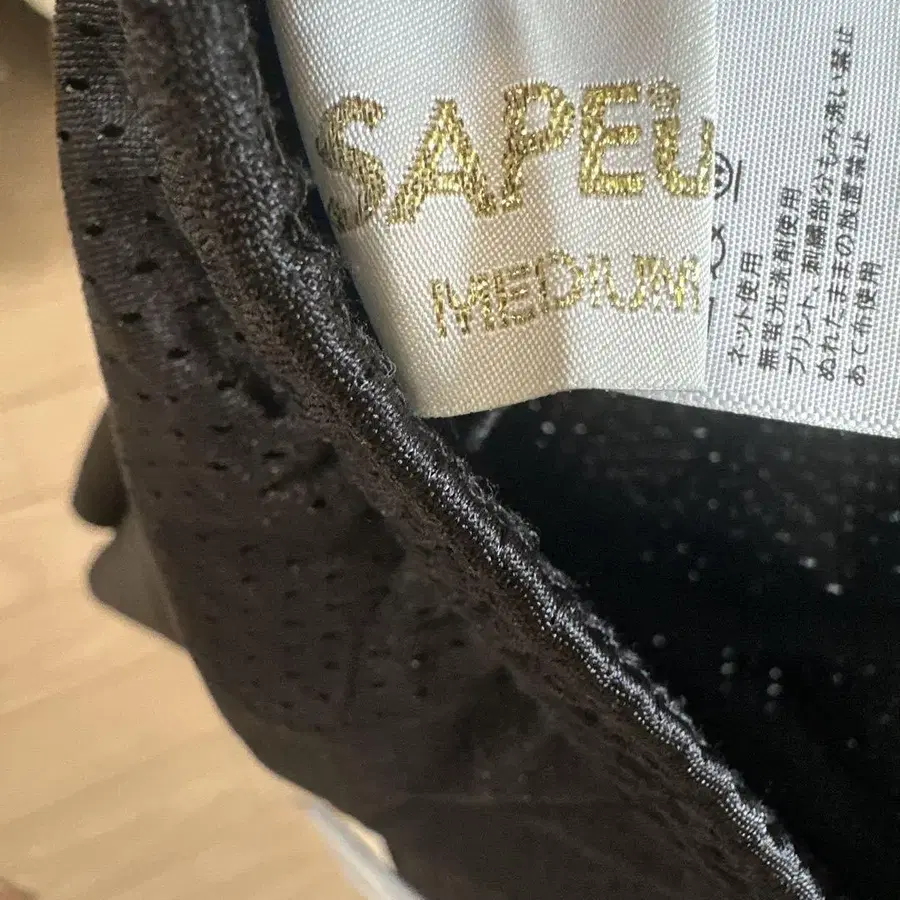 SAPEu
MEDIUM
ネット使用
無蛍光洗剤使用
プリント、刺繍部分もみ洗い禁止
ぬれたままの放置禁止
あて布使用